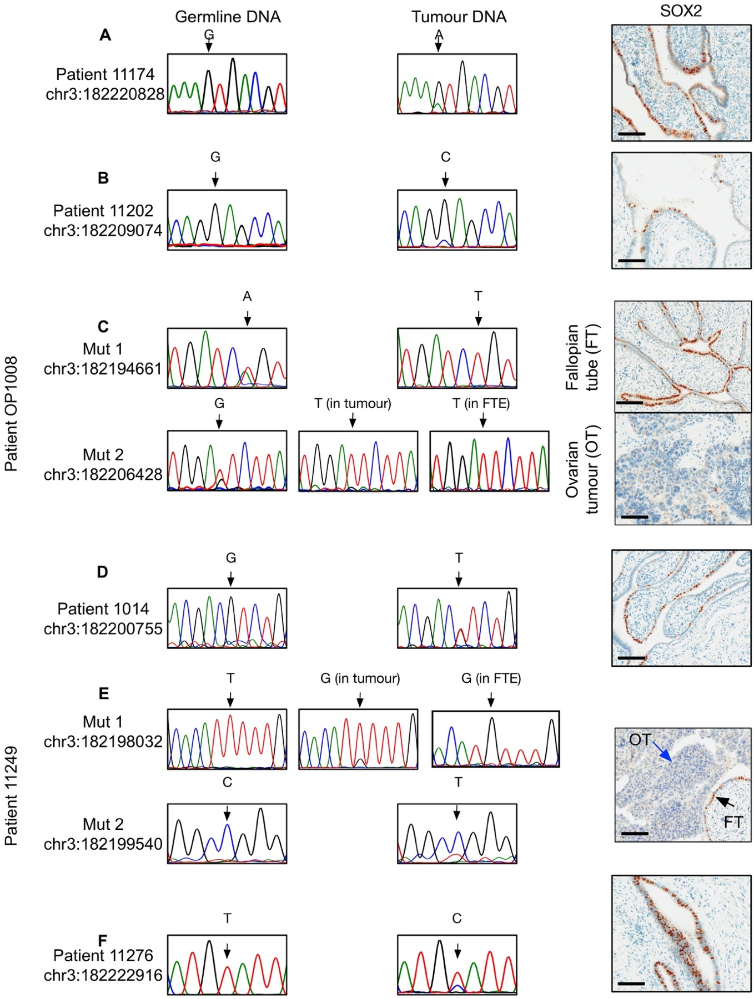 Germline DNA
Tumour DNA
SOX2
A
G
A
Patient 11174
chr3:182220828
G
C
B
Patient 11202
chr3:182209074
A
T
Patient OP1008
C
Mut 1
chr3:182194661
Fallopian
tube (FT)
G
T (in tumour)
T (in FTE)
Mut 2
chr3:182206428
Ovarian
tumour (OT)
G
T
D
Patient 1014
chr3:182200755
T
G (in tumour)
G (in FTE)
Patient 11249
E
Mut 1
chr3:182198032
OT
FT
C
T
Mut 2
chr3:182199540
T
C
F
Patient 11276
chr3:182222916